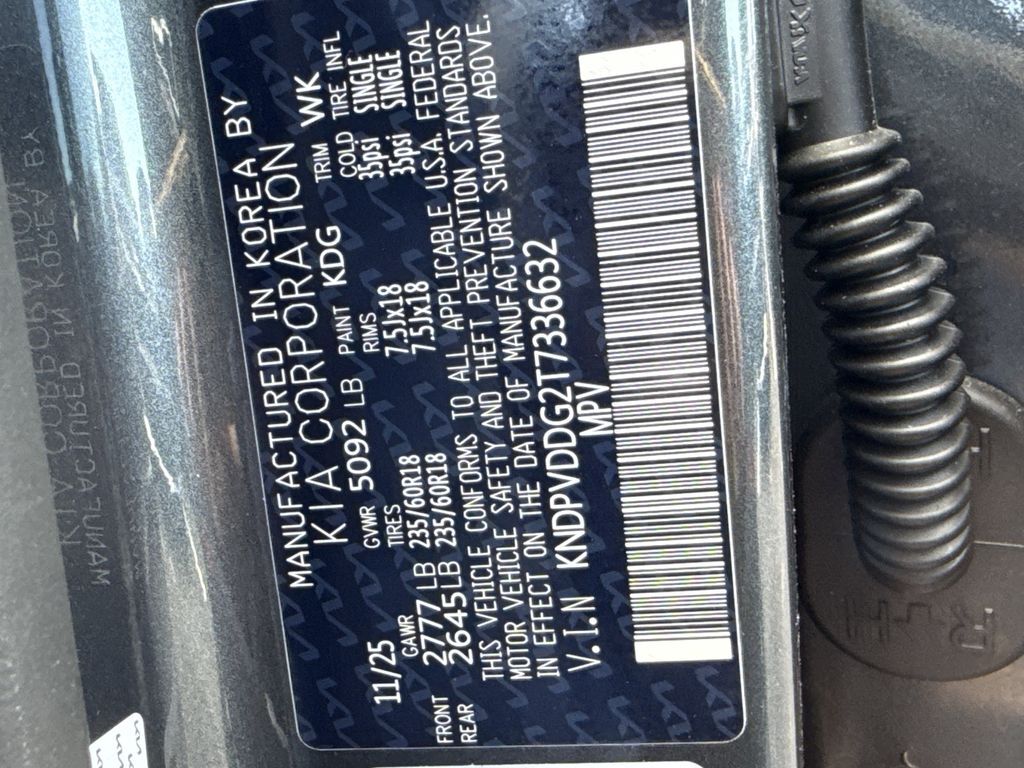 MANUFACTURED IN KOREA BY
KIA CORPORATION
11/25 GVWR 5092 LB PAINT KDG TRIM WK
GAWR TIRES RIMS COLD TIRE INFL
FRONT 2777 LB 235/60R18 7.5Jx18 35psi SINGLE
REAR 2645LB 235/60R18 7.5Jx18 35psi SINGLE
THIS VEHICLE CONFORMS TO ALL APPLICABLE U.S.A. FEDERAL
MOTOR VEHICLE SAFETY AND THEFT PREVENTION STANDARDS
IN EFFECT ON THE DATE OF MANUFACTURE SHOWN ABOVE.
V.I.N KNDPVDDG2T7336632
MPV
RH